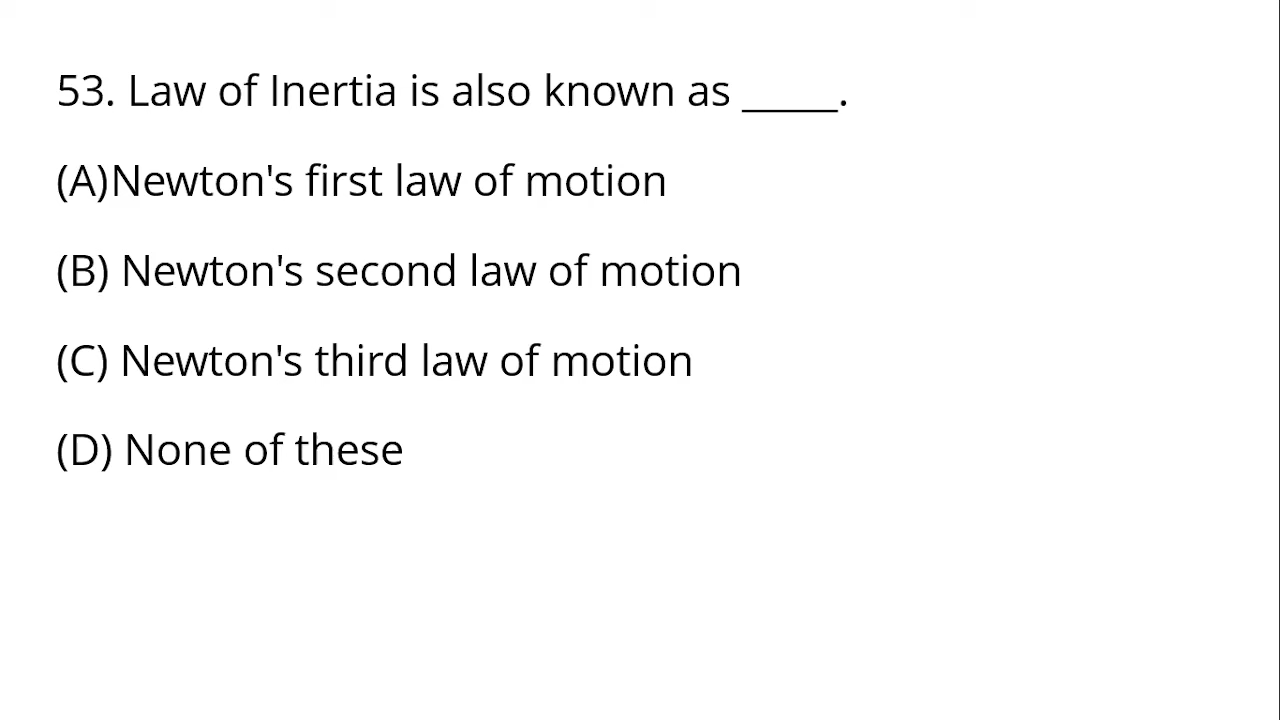 53. Law of Inertia is also known as _____.
(A)Newton's first law of motion
(B) Newton's second law of motion
(C) Newton's third law of motion
(D) None of these